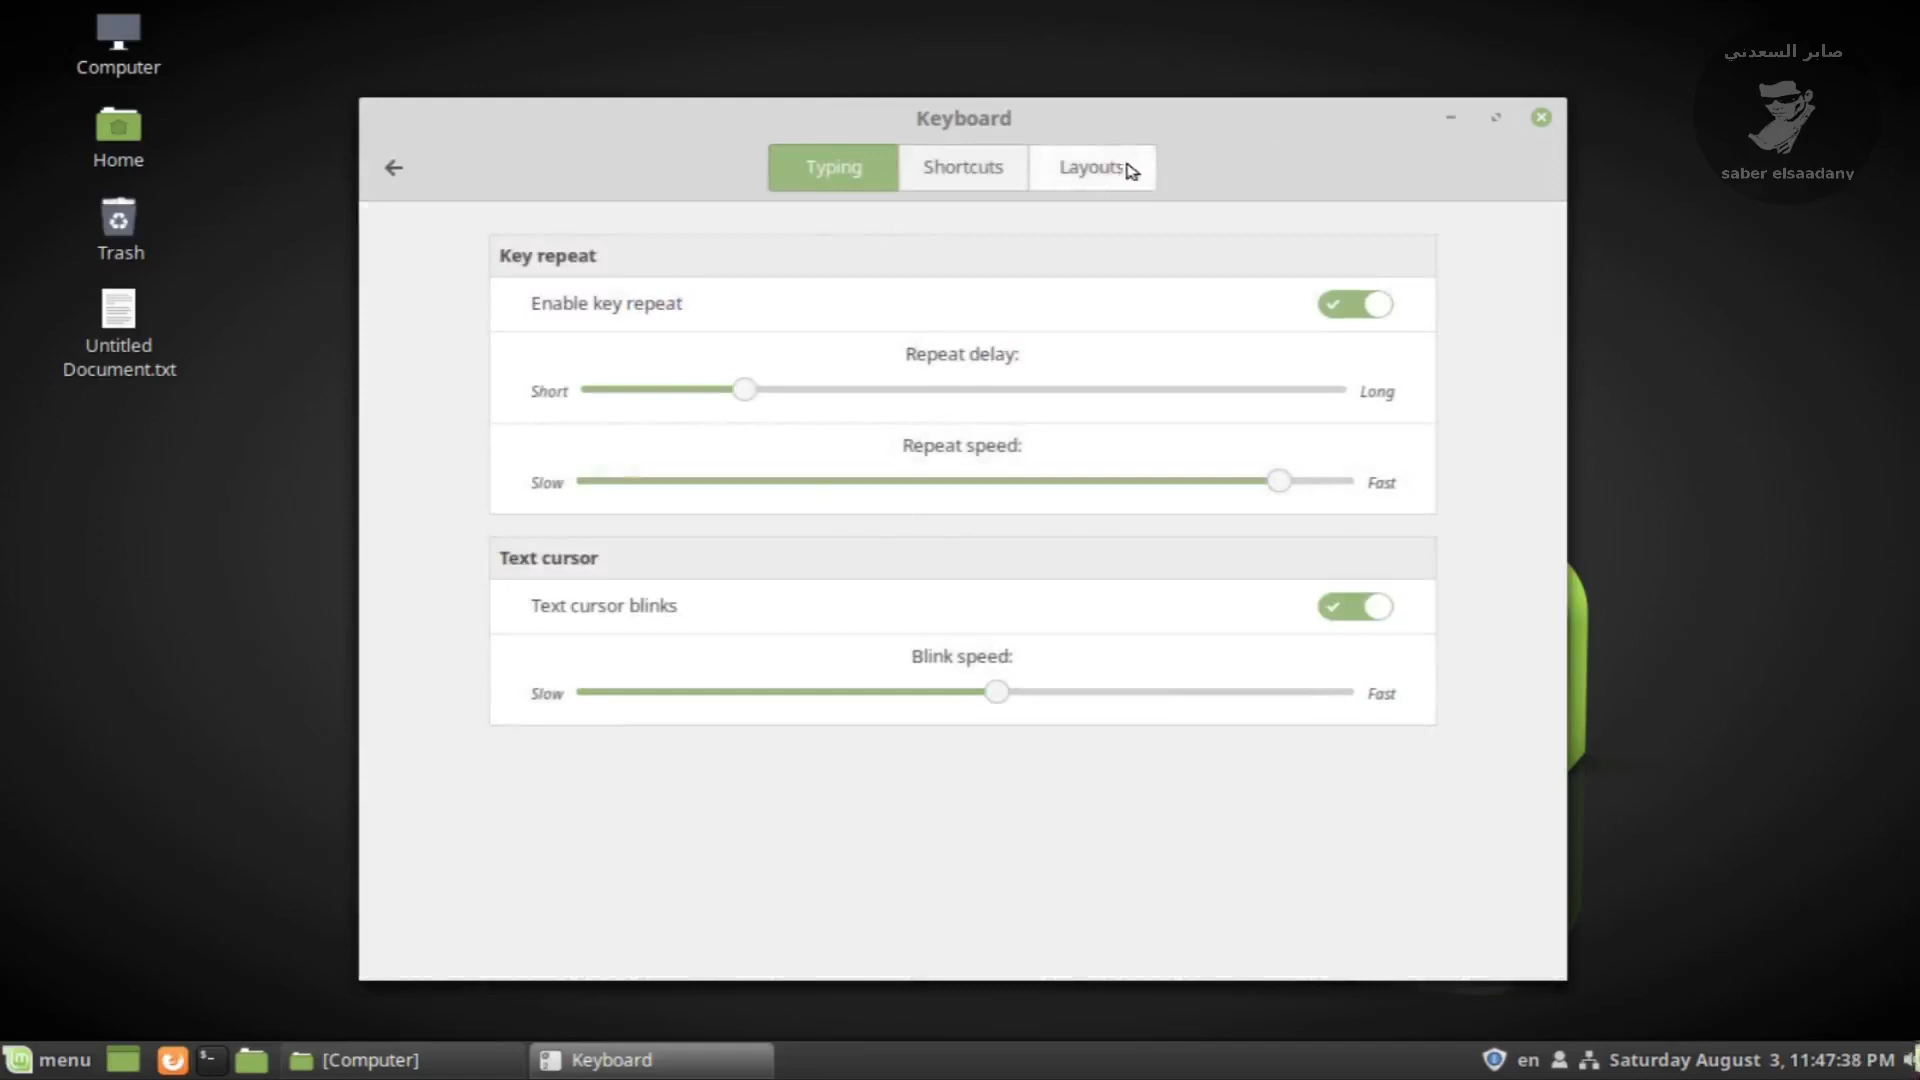 Computer
Home
Trash
Untitled
Document.txt
صابر السعدني
saber elsaadany
Keyboard
Typing
Shortcuts
Layouts
Key repeat
Enable key repeat
Repeat delay:
Short
Long
Repeat speed:
Slow
Fast
Text cursor
Text cursor blinks
Blink speed:
Slow
Fast
menu
[Computer]
Keyboard
en
Saturday August 3, 11:47:38 PM